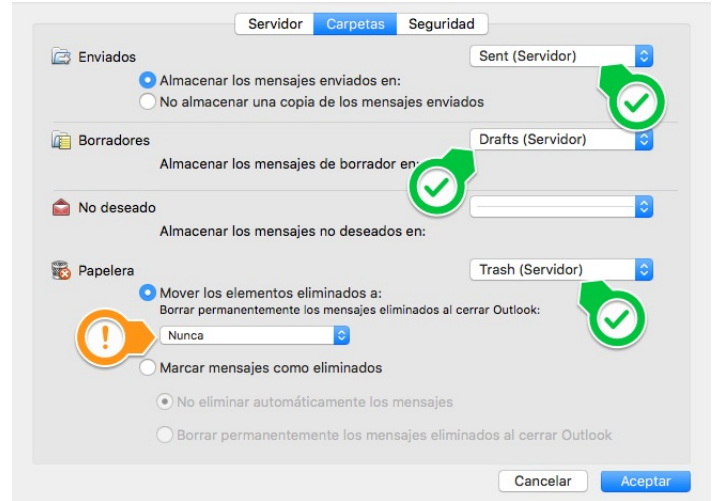 Servidor Carpetas Seguridad
Enviados Sent (Servidor)
Almacenar los mensajes enviados en:
No almacenar una copia de los mensajes enviados
Borradores Drafts (Servidor)
Almacenar los mensajes de borrador en:
No deseado
Almacenar los mensajes no deseados en:
Papelera Trash (Servidor)
Mover los elementos eliminados a:
Borrar permanentemente los mensajes eliminados al cerrar Outlook:
! Nunca
Marcar mensajes como eliminados
No eliminar automáticamente los mensajes
Borrar permanentemente los mensajes eliminados al cerrar Outlook
Cancelar Aceptar